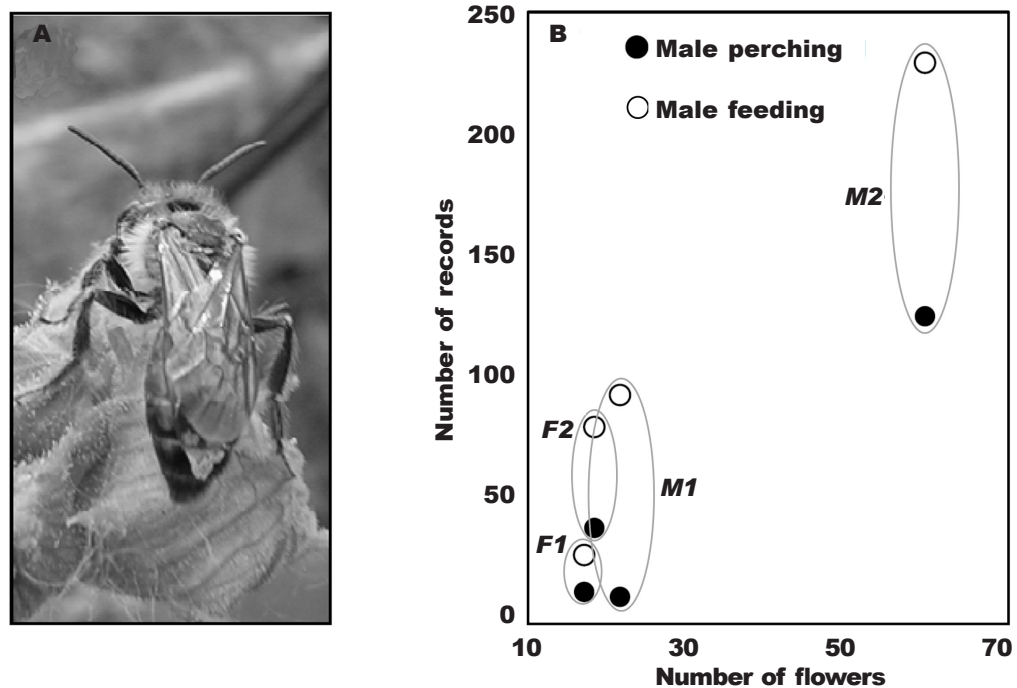 A
B
Male perching
Male feeding
Number of records
250
200
150
100
50
0
M2
F2
M1
F1
10 30 50 70
Number of flowers